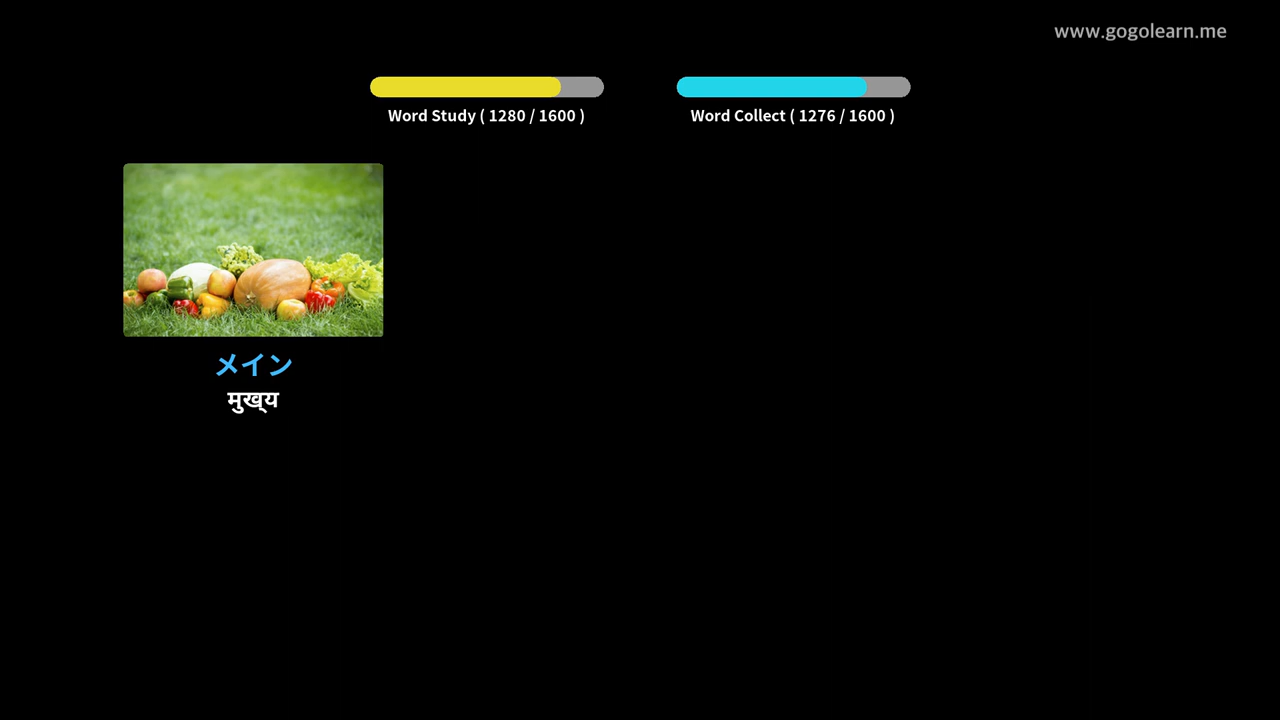 www.gogolearn.me
Word Study ( 1280 / 1600 )
Word Collect ( 1276 / 1600 )
メイン
मुख्य